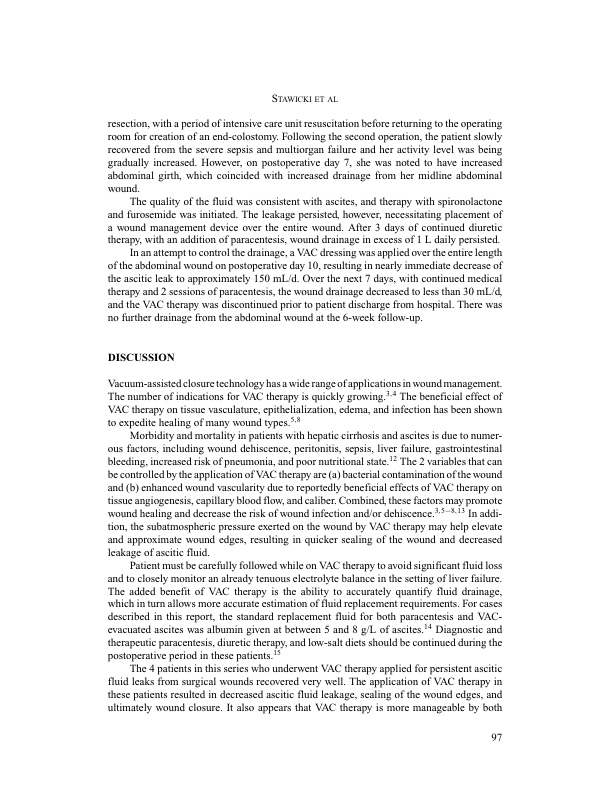 STAWICKI ET AL
resection, with a period of intensive care unit resuscitation before returning to the operating
room for creation of an end-colostomy. Following the second operation, the patient slowly
recovered from the severe sepsis and multiorgan failure and her activity level was being
gradually increased. However, on postoperative day 7, she was noted to have increased
abdominal girth, which coincided with increased drainage from her midline abdominal
wound.
The quality of the fluid was consistent with ascites, and therapy with spironolactone
and furosemide was initiated. The leakage persisted, however, necessitating placement of
a wound management device over the entire wound. After 3 days of continued diuretic
therapy, with an addition of paracentesis, wound drainage in excess of 1 L daily persisted.
In an attempt to control the drainage, a VAC dressing was applied over the entire length
of the abdominal wound on postoperative day 10, resulting in nearly immediate decrease of
the ascitic leak to approximately 150 mL/d. Over the next 7 days, with continued medical
therapy and 2 sessions of paracentesis, the wound drainage decreased to less than 30 mL/d,
and the VAC therapy was discontinued prior to patient discharge from hospital. There was
no further drainage from the abdominal wound at the 6-week follow-up.
DISCUSSION
Vacuum-assisted closure technology has a wide range of applications in wound management.
The number of indications for VAC therapy is quickly growing.3,4 The beneficial effect of
VAC therapy on tissue vasculature, epithelialization, edema, and infection has been shown
to expedite healing of many wound types.5,8
Morbidity and mortality in patients with hepatic cirrhosis and ascites is due to numer-
ous factors, including wound dehiscence, peritonitis, sepsis, liver failure, gastrointestinal
bleeding, increased risk of pneumonia, and poor nutritional state.12 The 2 variables that can
be controlled by the application of VAC therapy are (a) bacterial contamination of the wound
and (b) enhanced wound vascularity due to reportedly beneficial effects of VAC therapy on
tissue angiogenesis, capillary blood flow, and caliber. Combined, these factors may promote
wound healing and decrease the risk of wound infection and/or dehiscence.3,5−8,13 In addi-
tion, the subatmospheric pressure exerted on the wound by VAC therapy may help elevate
and approximate wound edges, resulting in quicker sealing of the wound and decreased
leakage of ascitic fluid.
Patient must be carefully followed while on VAC therapy to avoid significant fluid loss
and to closely monitor an already tenuous electrolyte balance in the setting of liver failure.
The added benefit of VAC therapy is the ability to accurately quantify fluid drainage,
which in turn allows more accurate estimation of fluid replacement requirements. For cases
described in this report, the standard replacement fluid for both paracentesis and VAC-
evacuated ascites was albumin given at between 5 and 8 g/L of ascites.14 Diagnostic and
therapeutic paracentesis, diuretic therapy, and low-salt diets should be continued during the
postoperative period in these patients.15
The 4 patients in this series who underwent VAC therapy applied for persistent ascitic
fluid leaks from surgical wounds recovered very well. The application of VAC therapy in
these patients resulted in decreased ascitic fluid leakage, sealing of the wound edges, and
ultimately wound closure. It also appears that VAC therapy is more manageable by both
97